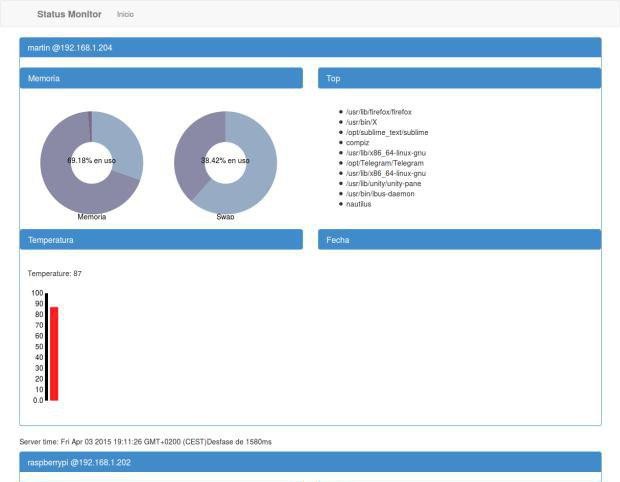 Status Monitor Inicio
martin @192.168.1.204
Memoria
69.18% en uso
Memoria
38.42% en uso
Swap
Top
/usr/lib/firefox/firefox
/usr/bin/X
/opt/sublime_text/sublime
compiz
/usr/lib/x86_64-linux-gnu
/opt/Telegram/Telegram
/usr/lib/x86_64-linux-gnu
/usr/lib/unity/unity-pane
/usr/bin/ibus-daemon
nautilus
Temperatura
Temperature: 87
100
90
80
70
60
50
40
30
20
10
0.0
Fecha
Server time: Fri Apr 03 2015 19:11:26 GMT+0200 (CEST)Desfase de 1580ms
raspberrypi @192.168.1.202